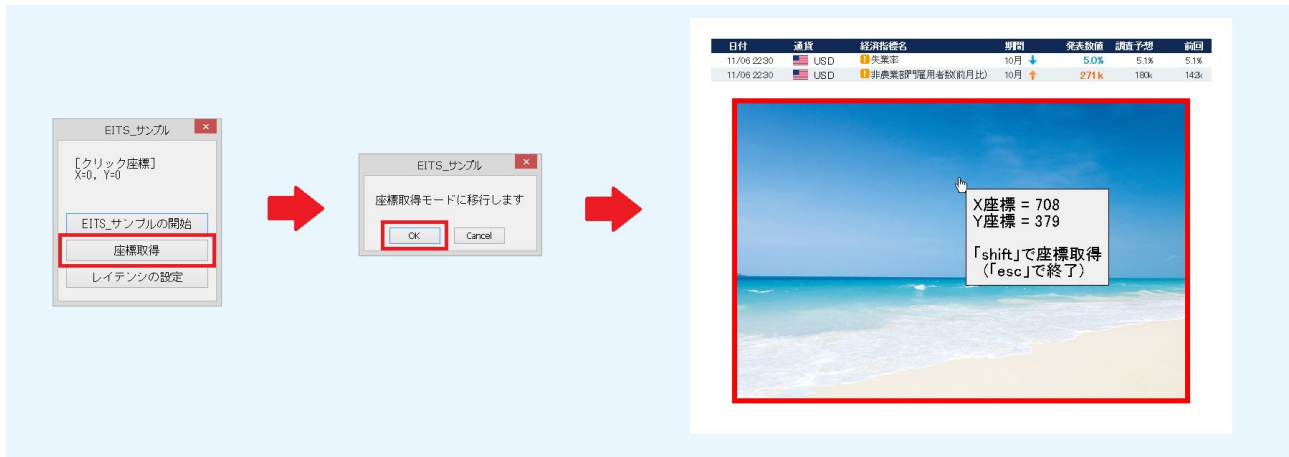 EITS_サンプル
[クリック座標]
X=0, Y=0
EITS_サンプルの開始
座標取得
レイテンシの設定
EITS_サンプル
座標取得モードに移行します
OK Cancel
日付 通貨 経済指標名 期間 発表数値 調査予想 前回
11/06 22:30 USD !失業率 10月 ↓ 5.0% 5.1% 5.1%
11/06 22:30 USD !非農業部門雇用者数(前月比) 10月 ↑ 271k 180k 142k
X座標 = 708
Y座標 = 379
「shift」で座標取得
(「esc」で終了)